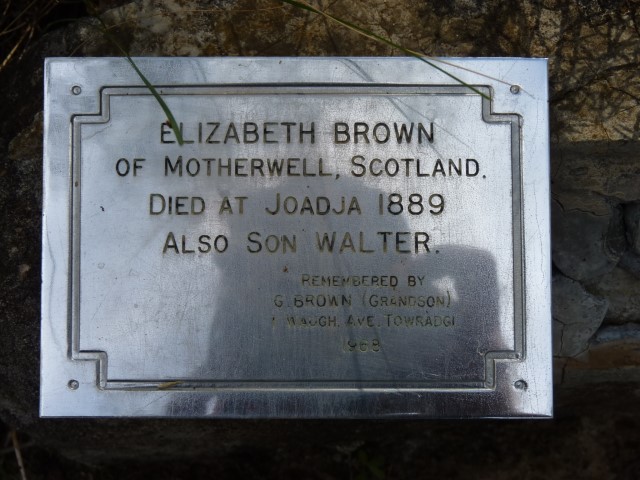 ELIZABETH BROWN
OF MOTHERWELL, SCOTLAND.
DIED AT JOADJA 1889
ALSO SON WALTER.
REMEMBERED BY
G. BROWN (GRANDSON)
WAUGH. AVE. TOWRADGI
1968